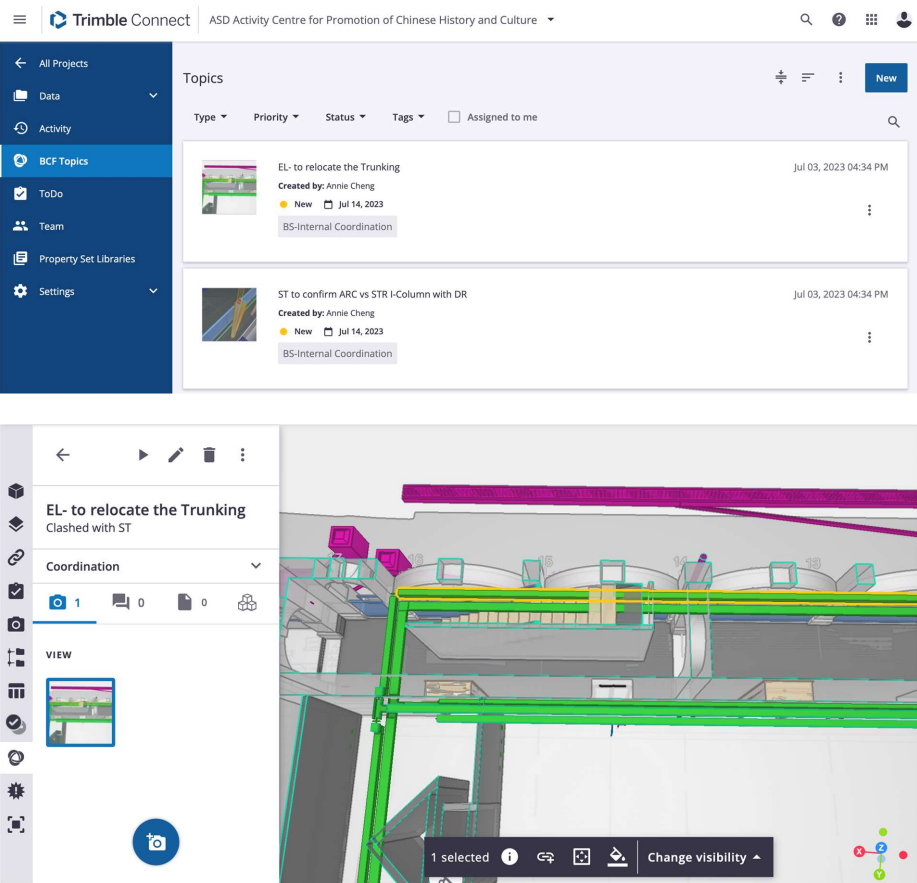 Trimble Connect
ASD Activity Centre for Promotion of Chinese History and Culture
All Projects
Data
Activity
BCF Topics
ToDo
Team
Property Set Libraries
Settings
Topics
New
Type
Priority
Status
Tags
Assigned to me
EL- to relocate the Trunking
Jul 03, 2023 04:34 PM
Created by: Annie Cheng
New Jul 14, 2023
BS-Internal Coordination
ST to confirm ARC vs STR I-Column with DR
Jul 03, 2023 04:34 PM
Created by: Annie Cheng
New Jul 14, 2023
BS-Internal Coordination
EL- to relocate the Trunking
Clashed with ST
Coordination
1 0 0
VIEW
17 16 15 14 13
1 selected
Change visibility
X Z Y